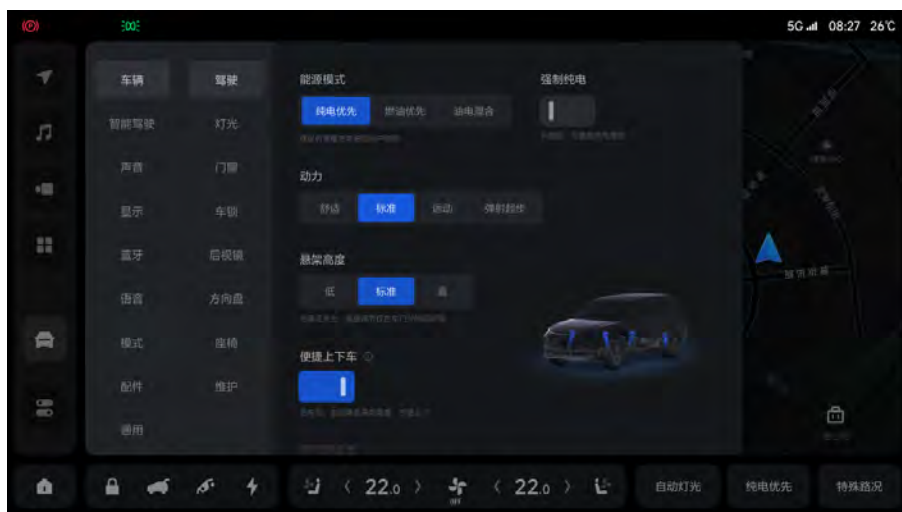 5G 08:27 26℃
车辆
智能驾驶
声音
显示
蓝牙
语音
模式
配件
通用
驾驶
灯光
门窗
车锁
后视镜
方向盘
座椅
维护
能源模式
强制纯电
纯电优先 燃油优先 油电混合
动力
舒适 标准 运动 弹射起步
悬架高度
低 标准 高
便捷上下车
22.0 OFF 22.0 自动灯光 纯电优先 特殊路况